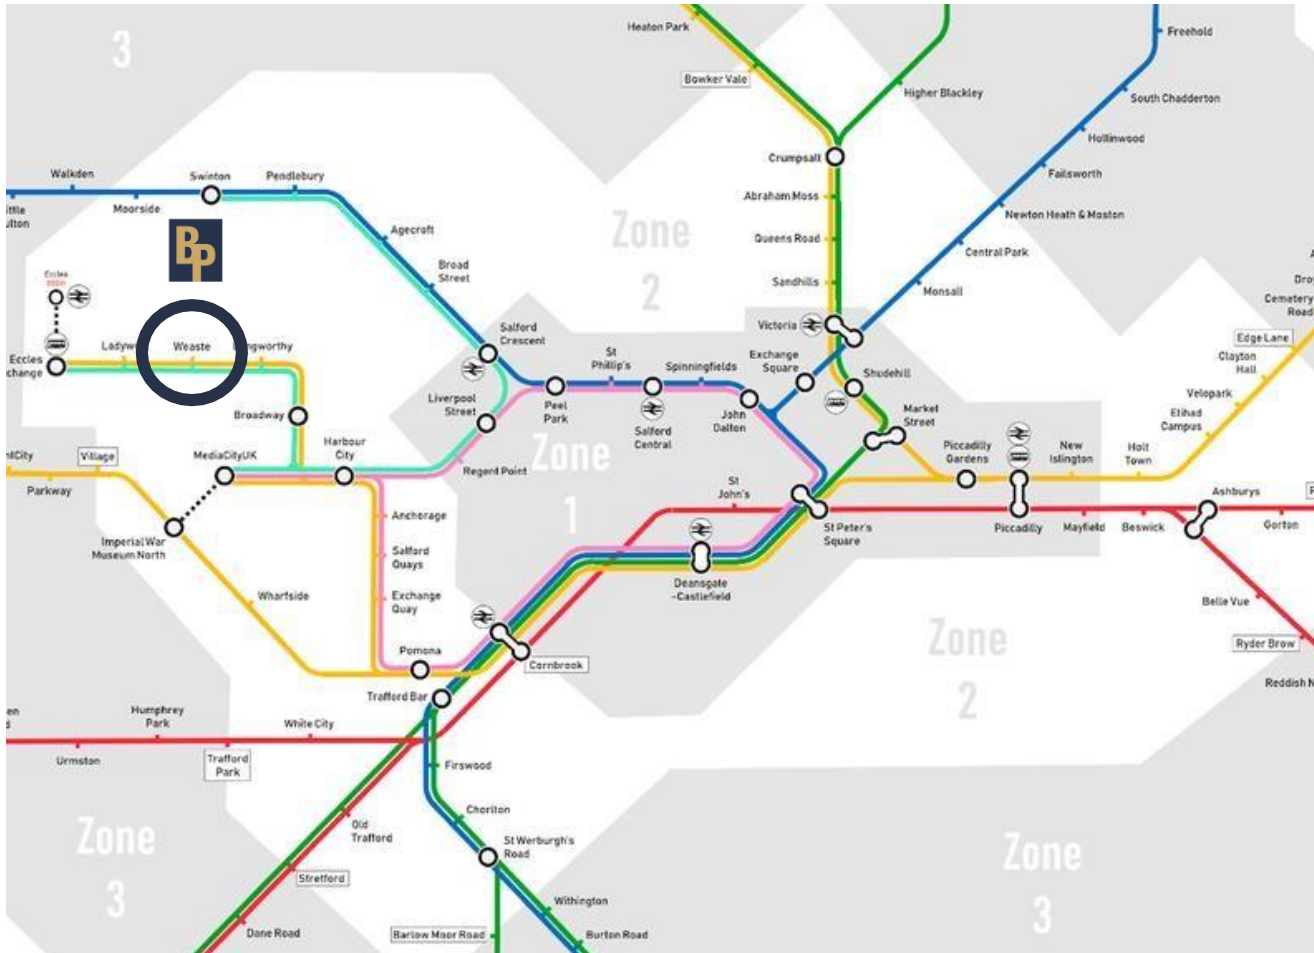 3
Heaton Park
Freehold
Bowker Vale
Higher Blackley
South Chadderton
Hollinwood
Crumpsall
Walkden
Swinton
Pendlebury
Failsworth
Moorside
Abraham Moss
Newton Heath & Moston
Agecroft
Zone
2
Queens Road
Central Park
BP
Broad
Street
Sandhills
Monsall
Eccles
Cemetery
Road
Victoria
Salford
Crescent
Edge Lane
Weaste
Eccles
St
Phillip's
Spinningfields
Exchange
Square
Shudehill
Clayton
Hall
Velopark
Liverpool
Street
Peel
Park
Salford
Central
John
Dalton
Market
Street
Etihad
Campus
Broadway
Harbour
City
Zone
1
Piccadilly
Gardens
New
Islington
Holt
Town
Village
MediaCityUK
Regent Point
Parkway
St
John's
Ashburys
Anchorage
St Peter's
Square
Piccadilly
Mayfield
Beswick
Gorton
Imperial War
Museum North
Salford
Quays
Deansgate
-Castlefield
Wharfside
Exchange
Quay
Belle Vue
Zone
2
Ryder Brow
Pomona
Cornbrook
Trafford Bar
Reddish N
Humphrey
Park
White City
Urmston
Trafford
Park
Firswood
Chorlton
Old
Trafford
Zone
3
St Werburgh's
Road
Zone
3
Stretford
Withington
Dane Road
Barlow Moor Road
Burton Road